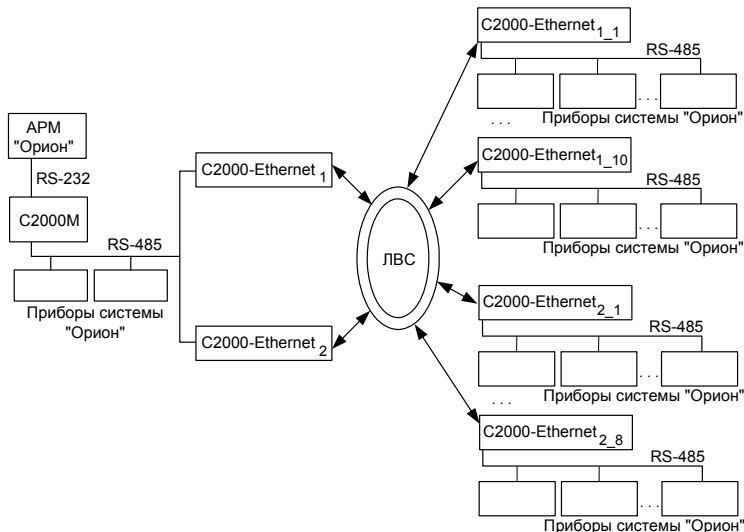 АРМ
"Орион"
RS-232
С2000М
RS-485
Приборы системы
"Орион"
С2000-Ethernet 1
С2000-Ethernet 2
ЛВС
С2000-Ethernet 1_1
RS-485
. . .
. . .
Приборы системы "Орион"
С2000-Ethernet 1_10
RS-485
. . .
Приборы системы "Орион"
С2000-Ethernet 2_1
RS-485
. . .
. . .
Приборы системы "Орион"
С2000-Ethernet 2_8
RS-485
. . .
Приборы системы "Орион"